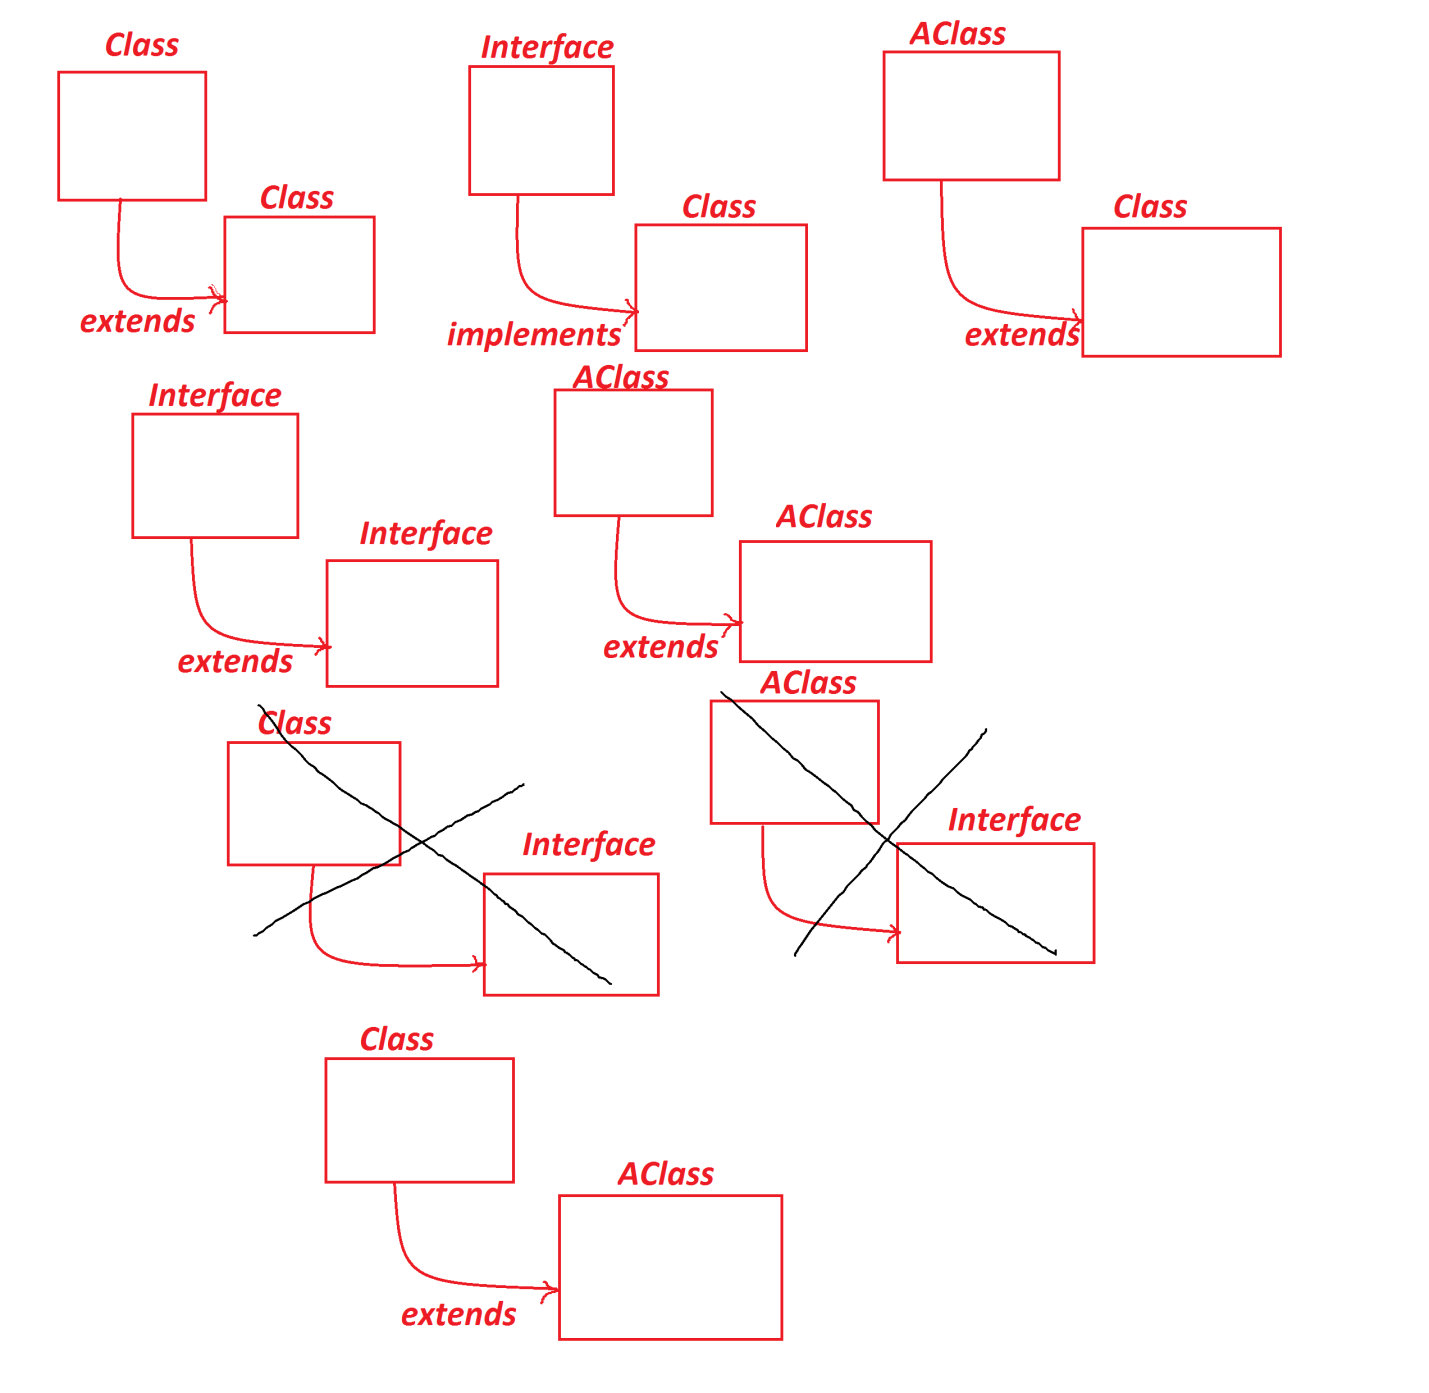 Class
Class
extends
Interface
Class
implements
AClass
Class
extends
Interface
Interface
extends
AClass
AClass
extends
Class
Interface
AClass
Interface
Class
AClass
extends